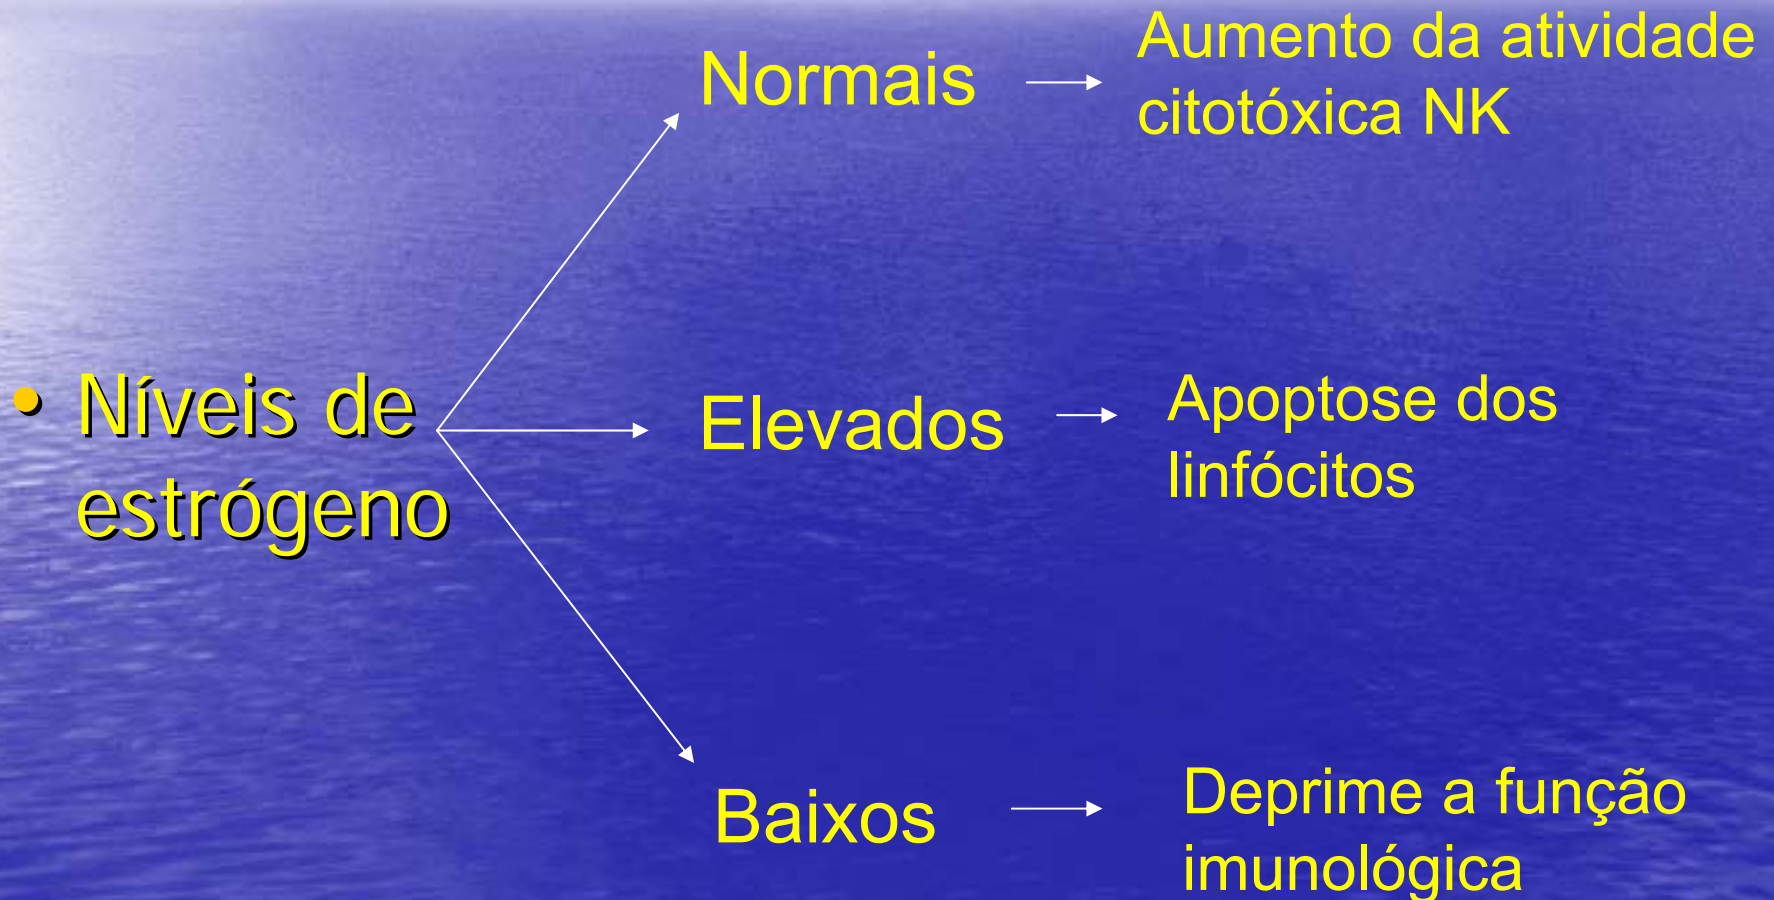 Normais
Aumento da atividade
citotóxica NK
• Níveis de
estrógeno
Elevados
Apoptose dos
linfócitos
Baixos
Deprime a função
imunológica